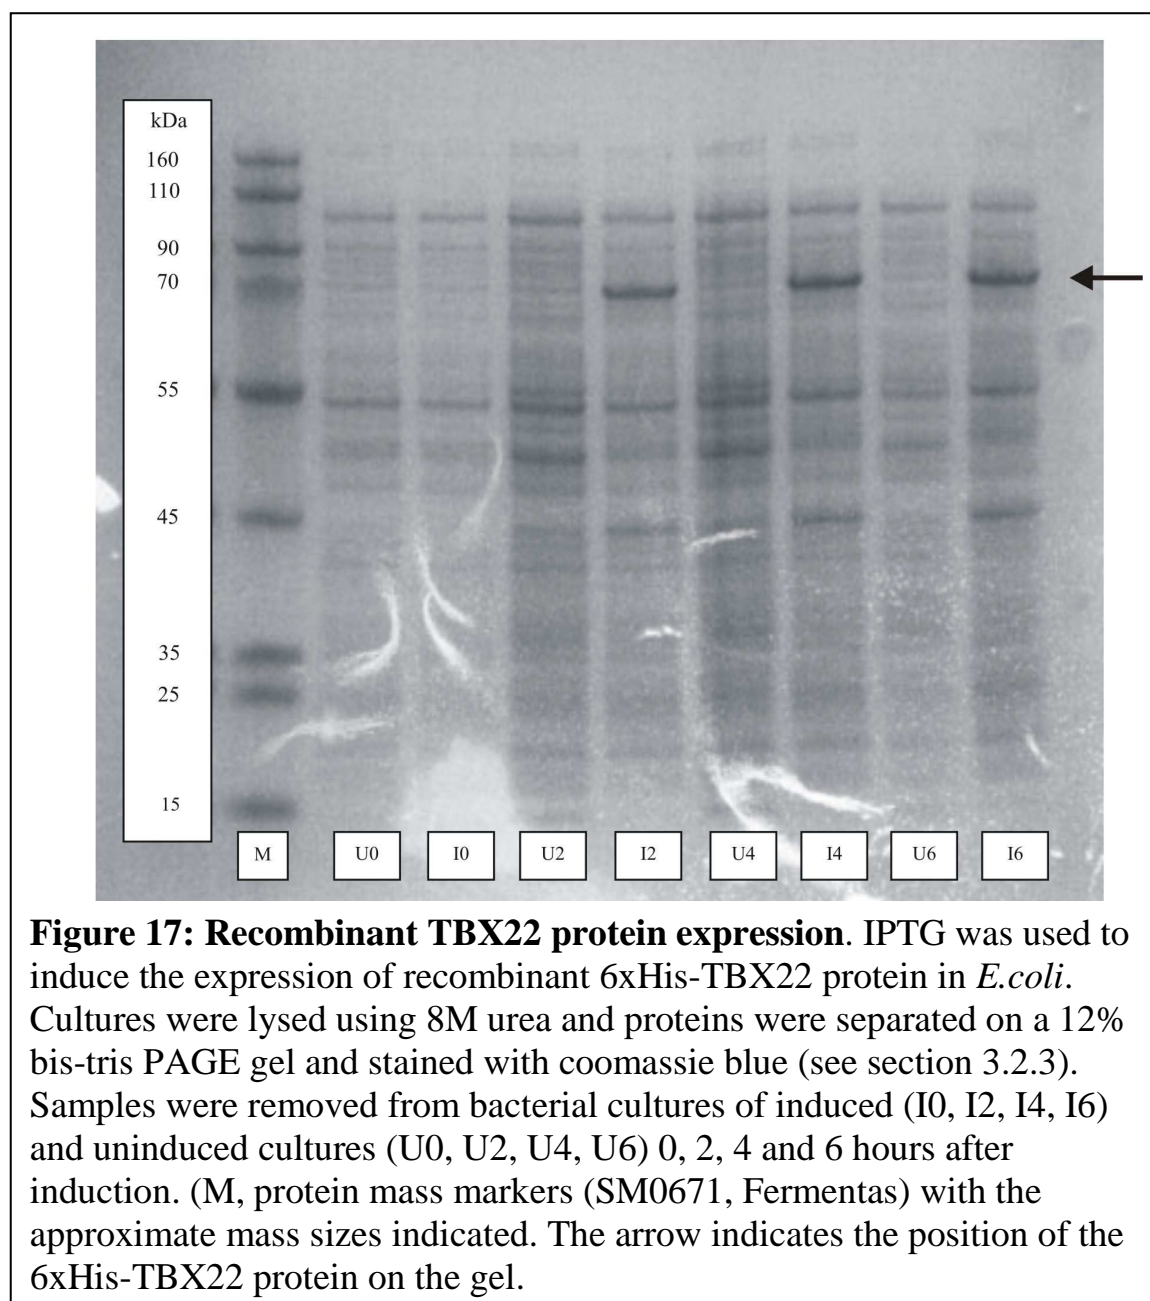 kDa
160
110
90
70
55
45
35
25
15
M U0 I0 U2 I2 U4 I4 U6 I6
Figure 17: Recombinant TBX22 protein expression. IPTG was used to
induce the expression of recombinant 6xHis-TBX22 protein in E.coli.
Cultures were lysed using 8M urea and proteins were separated on a 12%
bis-tris PAGE gel and stained with coomassie blue (see section 3.2.3).
Samples were removed from bacterial cultures of induced (I0, I2, I4, I6)
and uninduced cultures (U0, U2, U4, U6) 0, 2, 4 and 6 hours after
induction. (M, protein mass markers (SM0671, Fermentas) with the
approximate mass sizes indicated. The arrow indicates the position of the
6xHis-TBX22 protein on the gel.